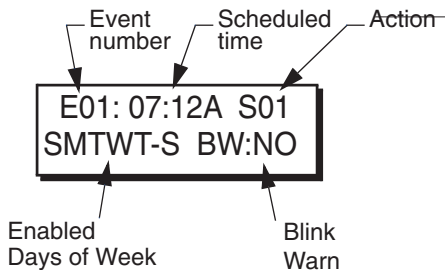 Event
number
Scheduled
time
Action
E01: 07:12A S01
SMTWT-S BW:NO
Enabled
Days of Week
Blink
Warn